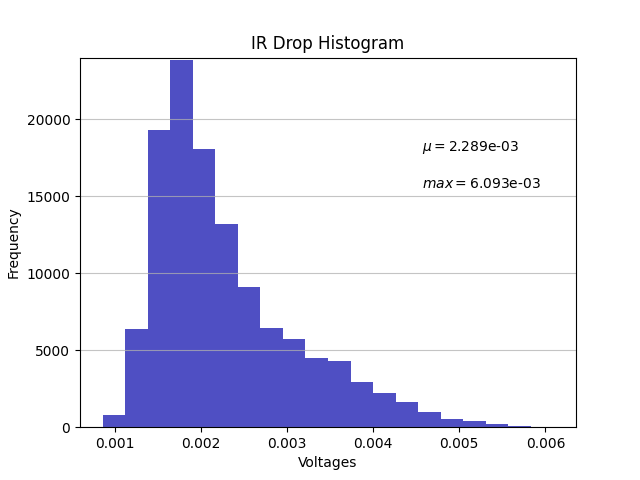 IR Drop Histogram
20000
15000
10000
5000
0
Frequency
μ = 2.289e-03
max = 6.093e-03
0.001 0.002 0.003 0.004 0.005 0.006
Voltages